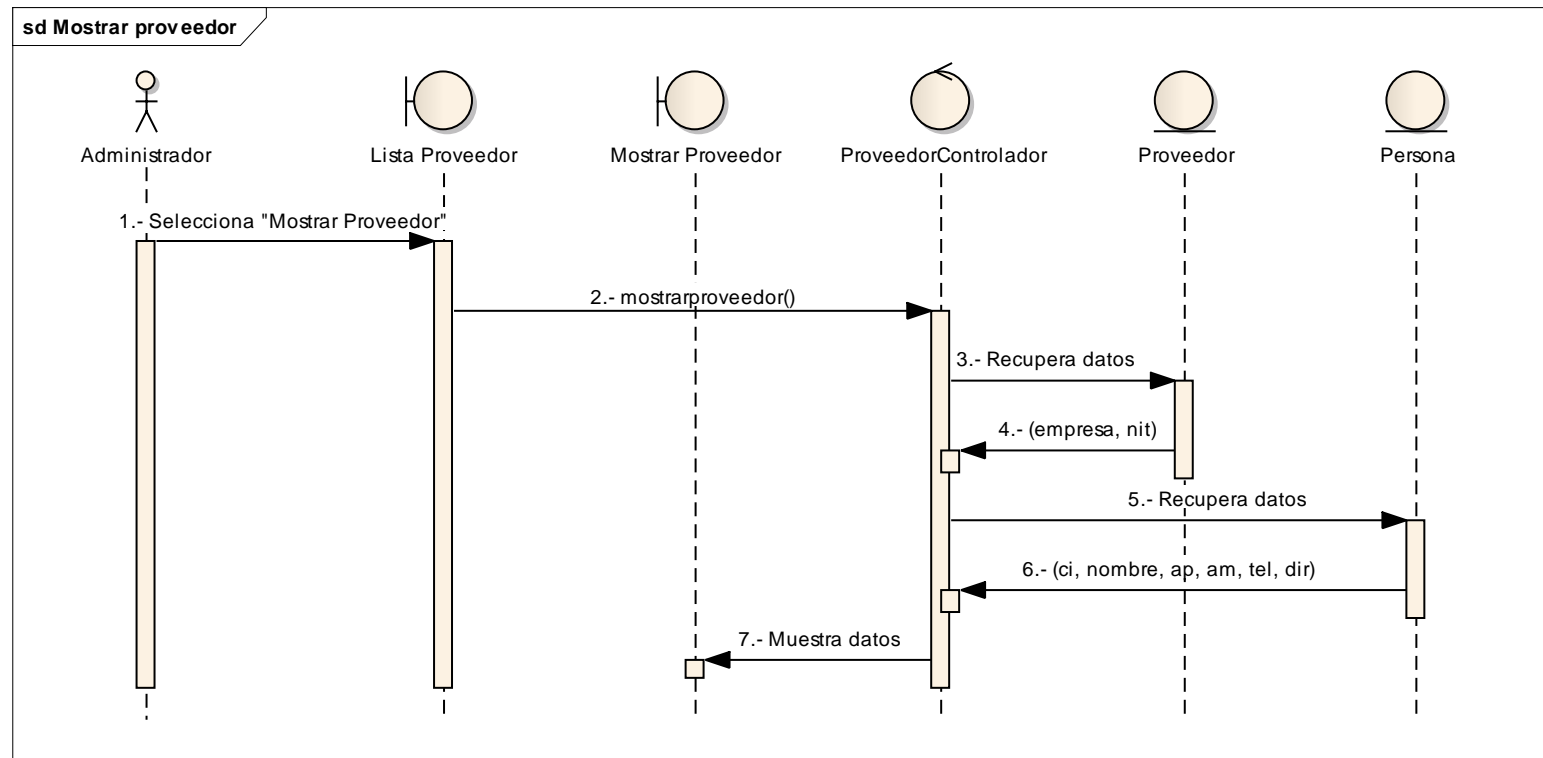 sd Mostrar proveedor
Administrador
Lista Proveedor
Mostrar Proveedor
ProveedorControlador
Proveedor
Persona
1.- Selecciona "Mostrar Proveedor"
2.- mostrarproveedor()
3.- Recupera datos
4.- (empresa, nit)
5.- Recupera datos
6.- (ci, nombre, ap, am, tel, dir)
7.- Muestra datos